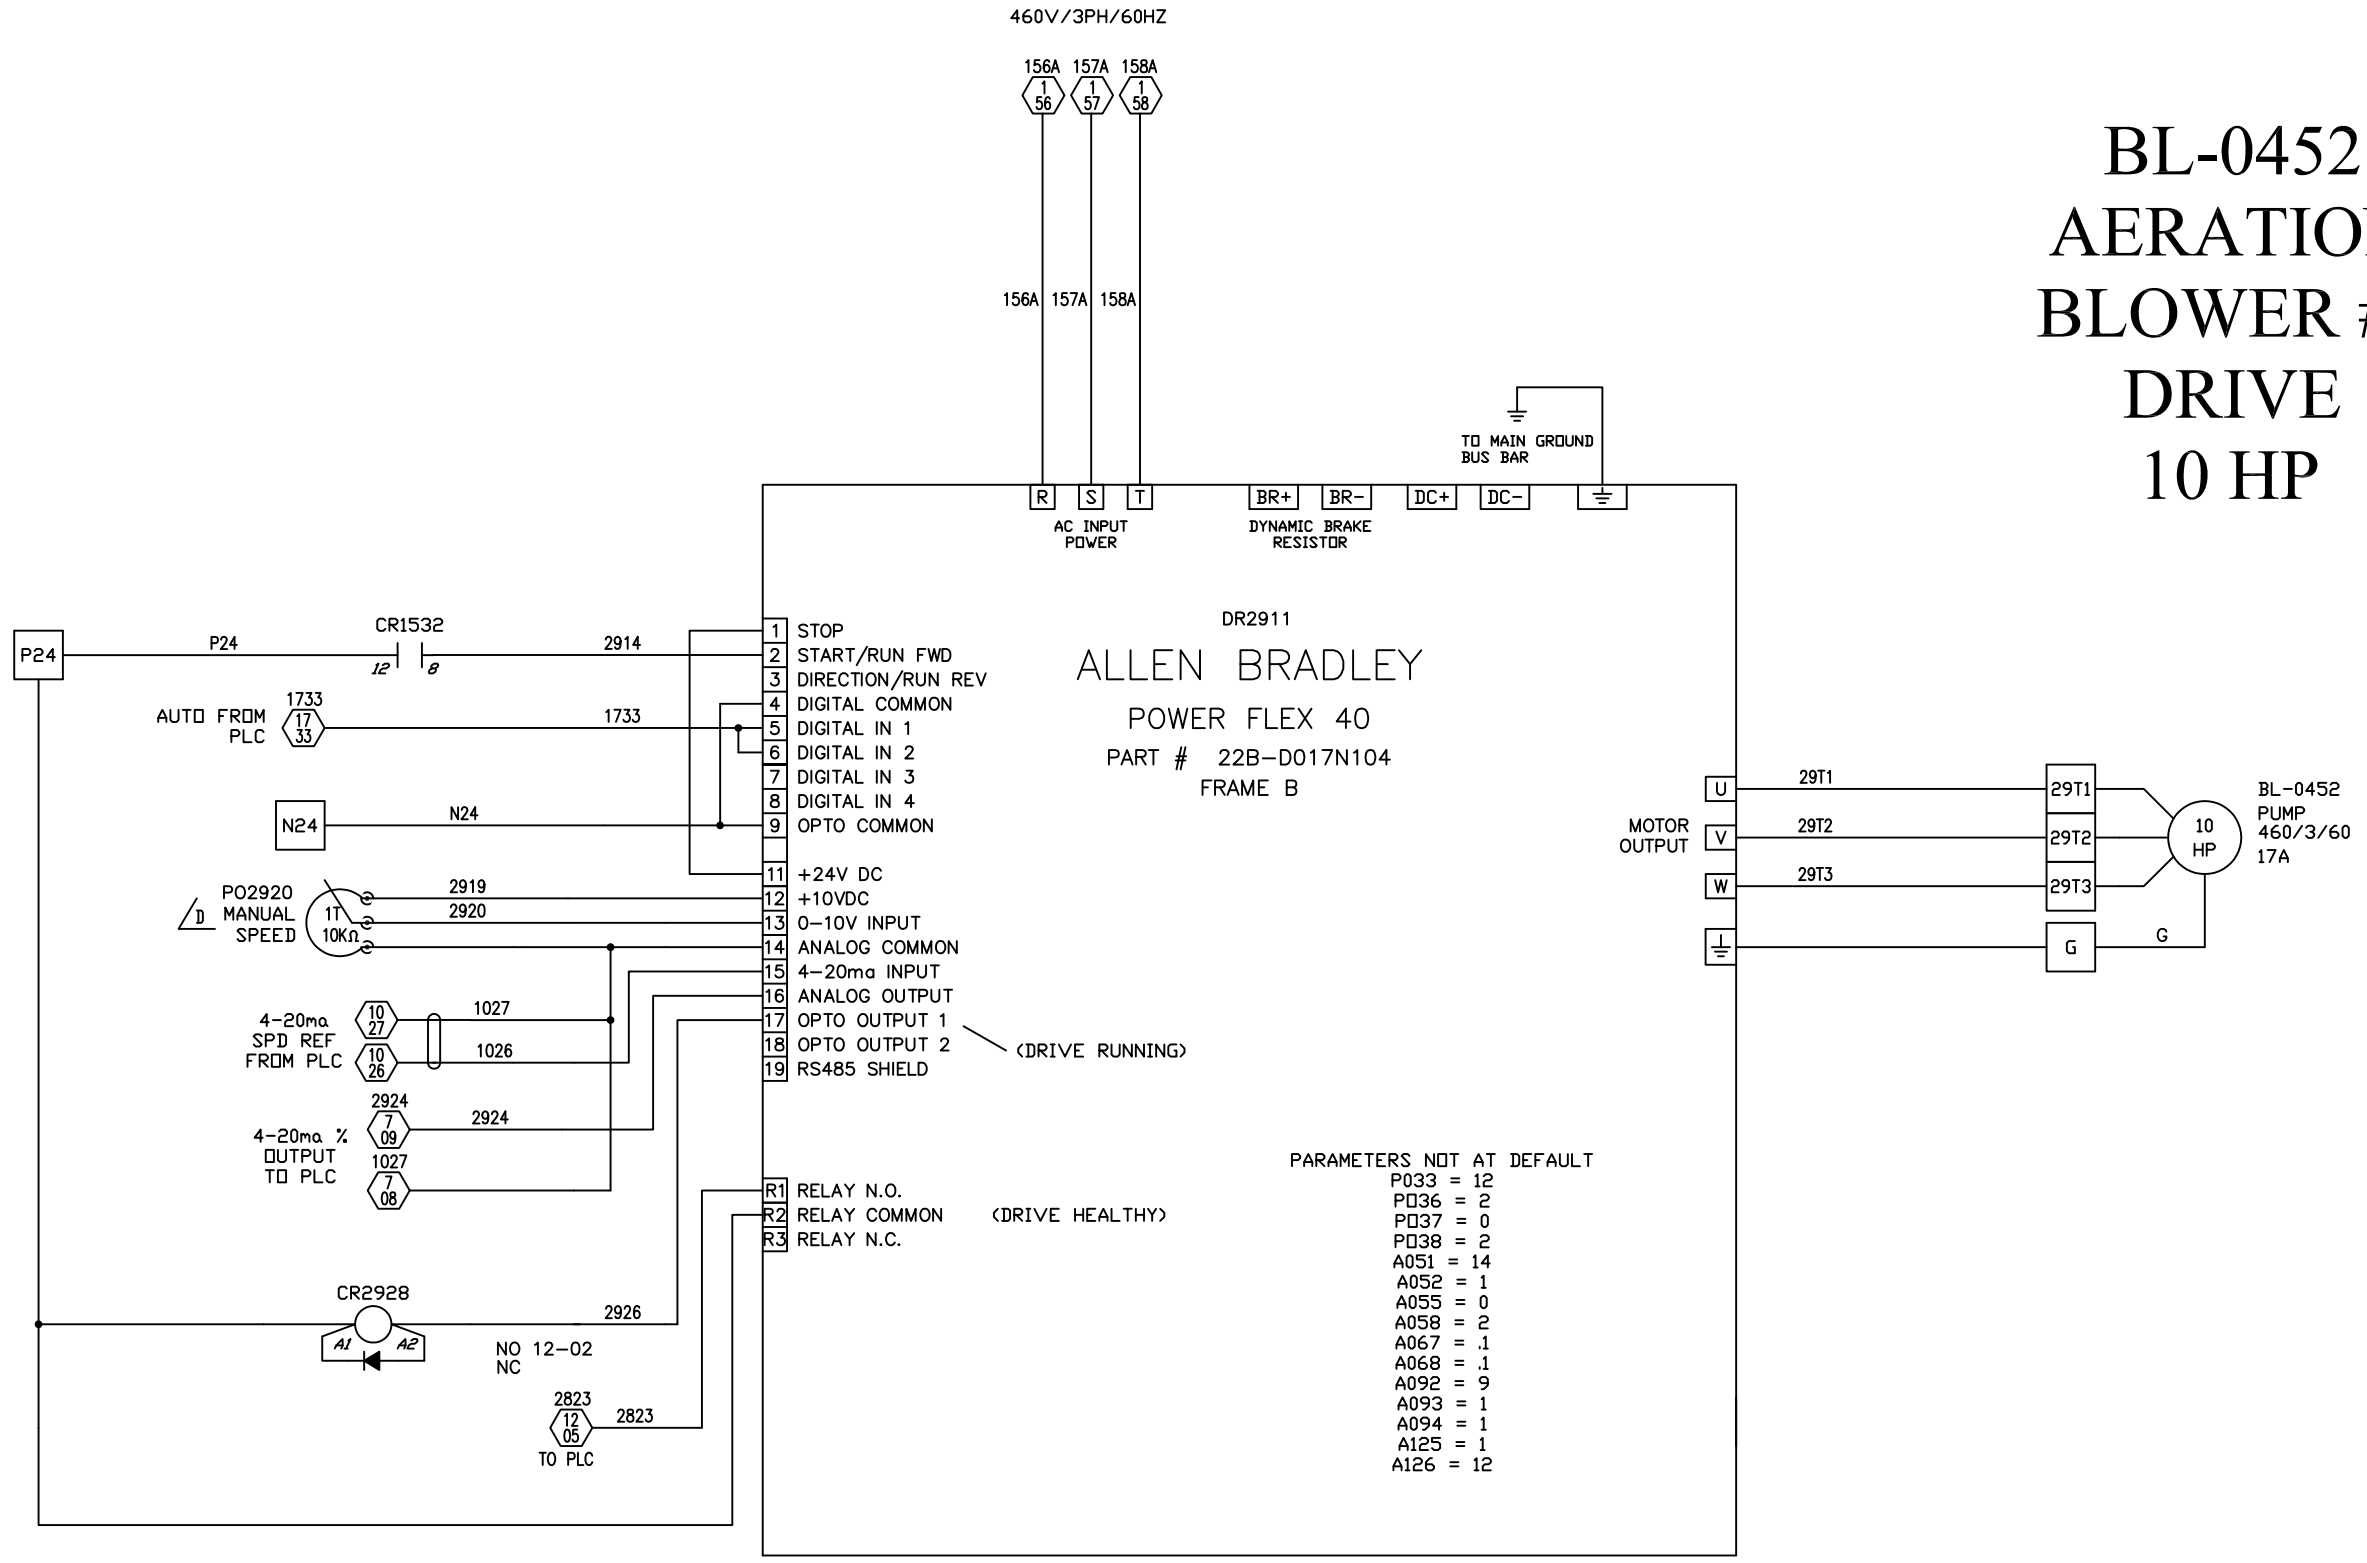 460V/3PH/60HZ
156A 157A 158A
1 1 1
56 57 58
BL-0452
AERATIO
BLOWER
DRIVE
10 HP
156A 157A 158A
TO MAIN GROUND
BUS BAR
R S T BR+ BR- DC+ DC-
AC INPUT
POWER
DYNAMIC BRAKE
RESISTOR
DR2911
ALLEN BRADLEY
POWER FLEX 40
PART # 22B-D017N104
FRAME B
P24
P24
CR1532
12 8
2914
1 STOP
2 START/RUN FWD
3 DIRECTION/RUN REV
4 DIGITAL COMMON
5 DIGITAL IN 1
6 DIGITAL IN 2
7 DIGITAL IN 3
8 DIGITAL IN 4
9 OPTO COMMON
11 +24V DC
12 +10VDC
13 0-10V INPUT
14 ANALOG COMMON
15 4-20ma INPUT
16 ANALOG OUTPUT
17 OPTO OUTPUT 1
18 OPTO OUTPUT 2
19 RS485 SHIELD
(DRIVE RUNNING)
R1 RELAY N.O.
R2 RELAY COMMON
R3 RELAY N.C.
(DRIVE HEALTHY)
AUTO FROM
PLC
1733
17
33
1733
N24
N24
D
PO2920
MANUAL
SPEED
1T
10KΩ
2919
2920
4-20ma
SPD REF
FROM PLC
10
27
1027
10
26
1026
4-20ma %
OUTPUT
TO PLC
2924
7
09
2924
1027
7
08
CR2928
A1 A2
2926
NO 12-02
NC
2823
12
05
2823
TO PLC
PARAMETERS NOT AT DEFAULT
P033 = 12
P036 = 2
P037 = 0
P038 = 2
A051 = 14
A052 = 1
A055 = 0
A058 = 2
A067 = .1
A068 = .1
A092 = 9
A093 = 1
A094 = 1
A125 = 1
A126 = 12
MOTOR
OUTPUT
U
V
W
29T1
29T2
29T3
29T1
29T2
29T3
G
G
10
HP
BL-0452
PUMP
460/3/60
17A